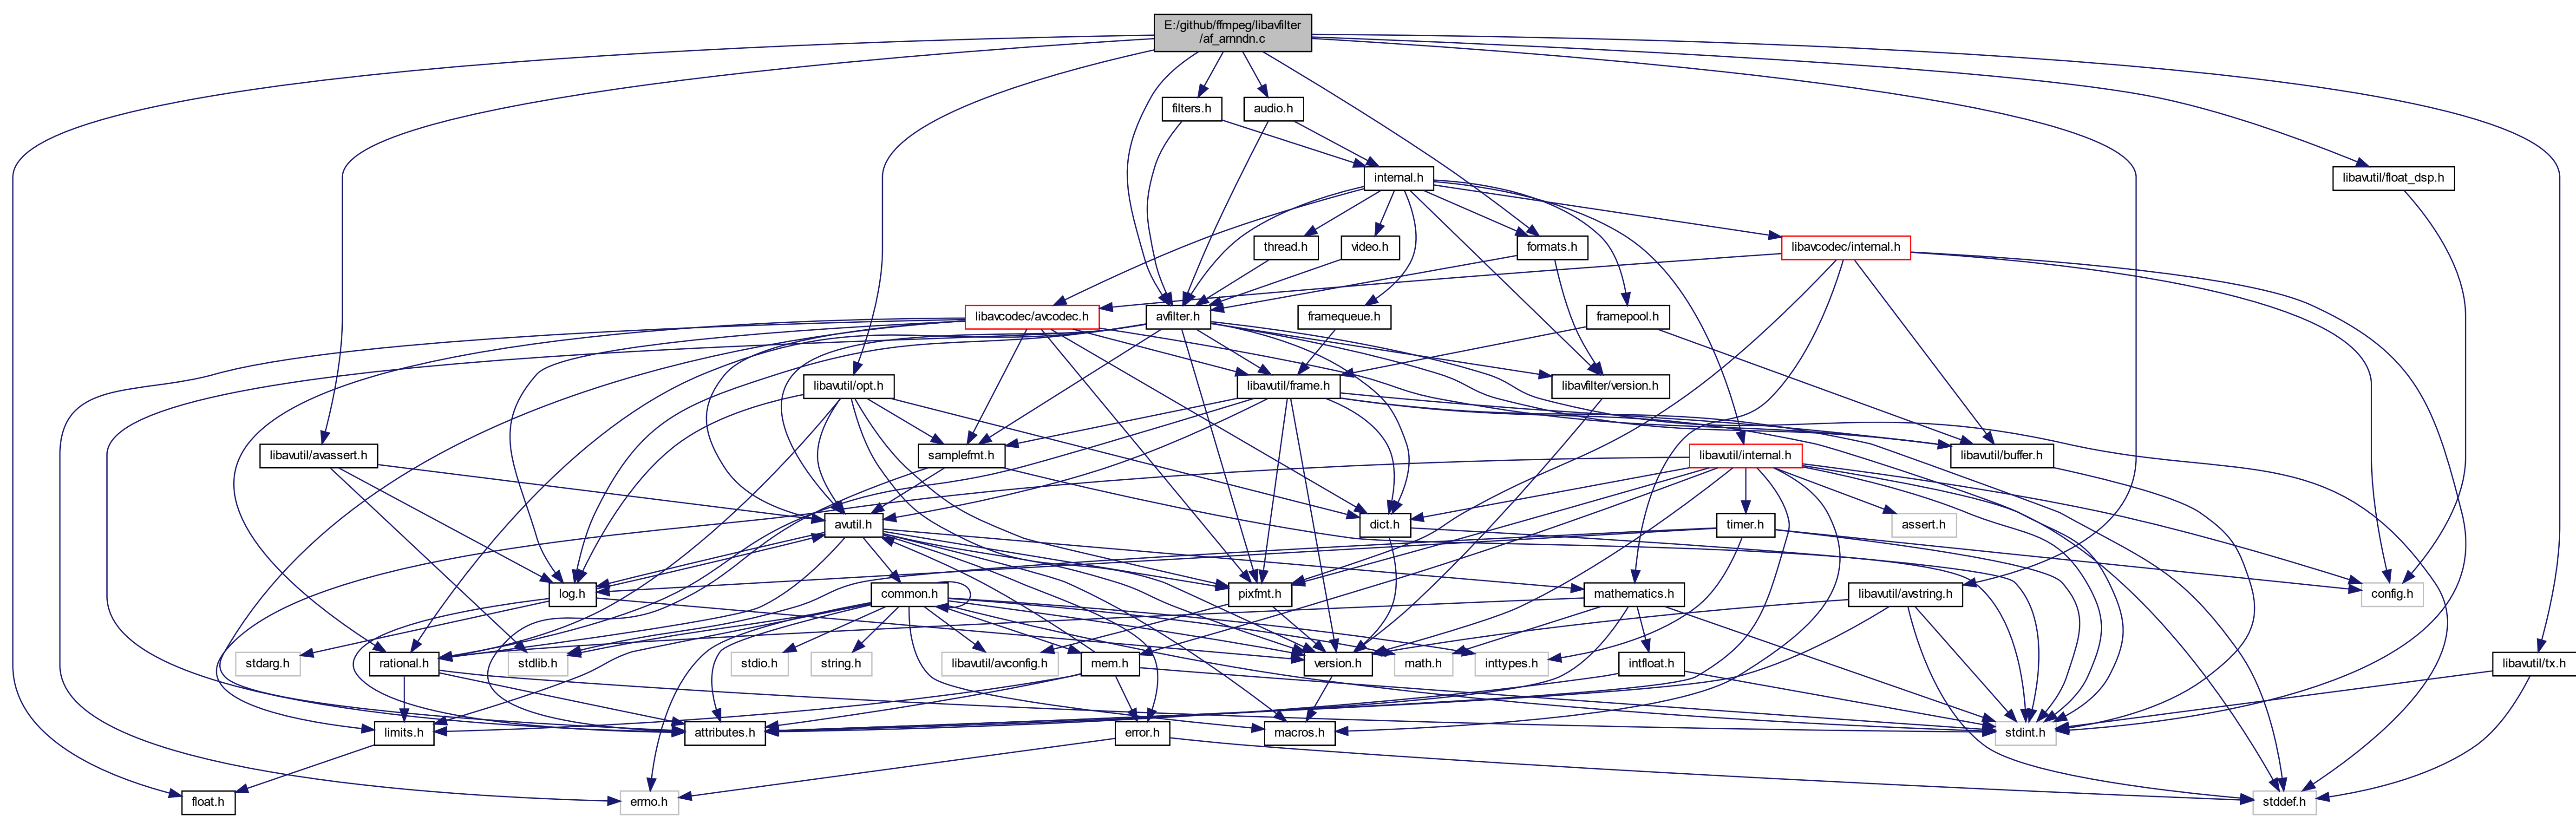 E:/github/ffmpeg/libavfilter
/af_arnndn.c
filters.h
audio.h
internal.h
libavutil/float_dsp.h
thread.h
video.h
formats.h
libavcodec/internal.h
libavcodec/avcodec.h
avfilter.h
framequeue.h
framepool.h
libavutil/opt.h
libavutil/frame.h
libavfilter/version.h
libavutil/avassert.h
samplefmt.h
libavutil/internal.h
libavutil/buffer.h
avutil.h
dict.h
timer.h
assert.h
log.h
common.h
pixfmt.h
mathematics.h
libavutil/avstring.h
config.h
stdarg.h
rational.h
stdlib.h
stdio.h
string.h
libavutil/avconfig.h
mem.h
version.h
math.h
inttypes.h
intfloat.h
libavutil/tx.h
limits.h
attributes.h
error.h
macros.h
stdint.h
float.h
errno.h
stddef.h